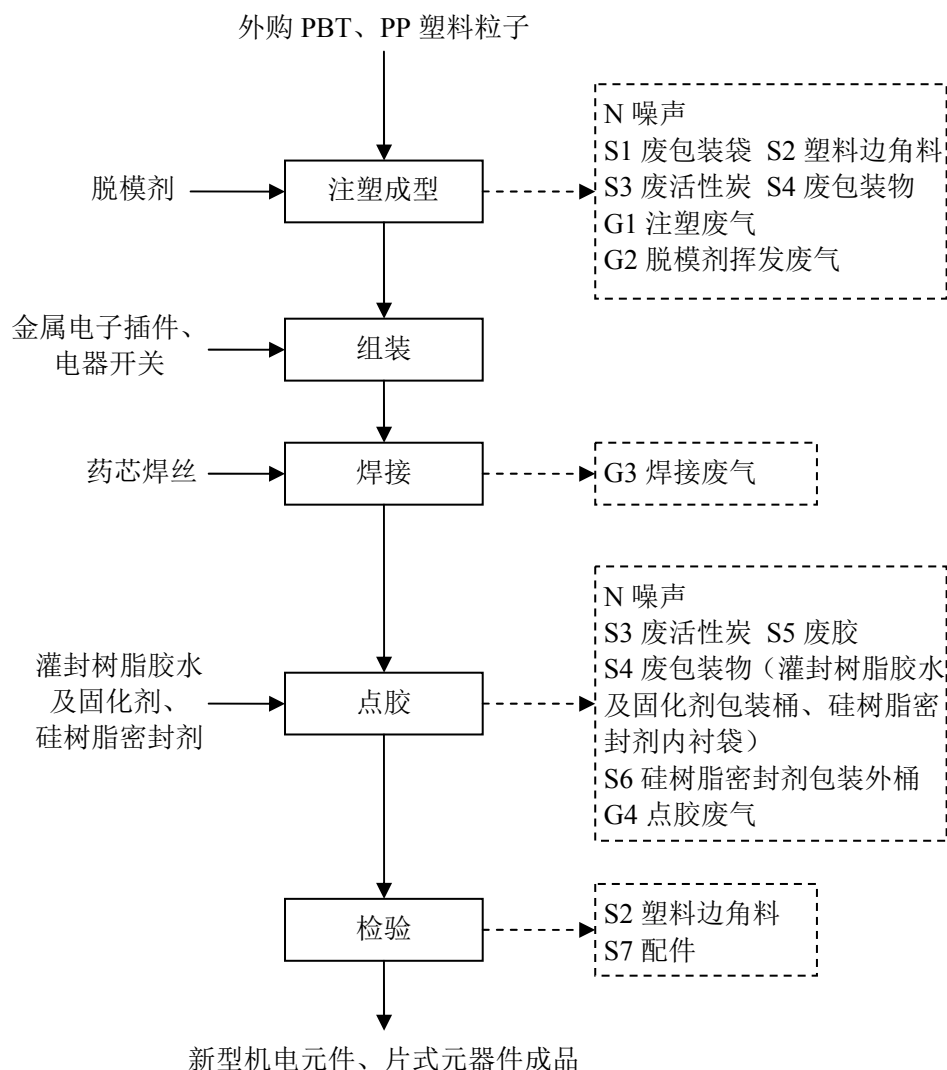 外购 PBT、PP 塑料粒子
脱模剂
注塑成型
N 噪声
S1 废包装袋 S2 塑料边角料
S3 废活性炭 S4 废包装物
G1 注塑废气
G2 脱模剂挥发废气
金属电子插件、
电器开关
组装
药芯焊丝
焊接
G3 焊接废气
灌封树脂胶水
及固化剂、
硅树脂密封剂
点胶
N 噪声
S3 废活性炭 S5 废胶
S4 废包装物（灌封树脂胶水
及固化剂包装桶、硅树脂密
封剂内衬袋）
S6 硅树脂密封剂包装外桶
G4 点胶废气
检验
S2 塑料边角料
S7 配件
新型机电元件、片式元器件成品